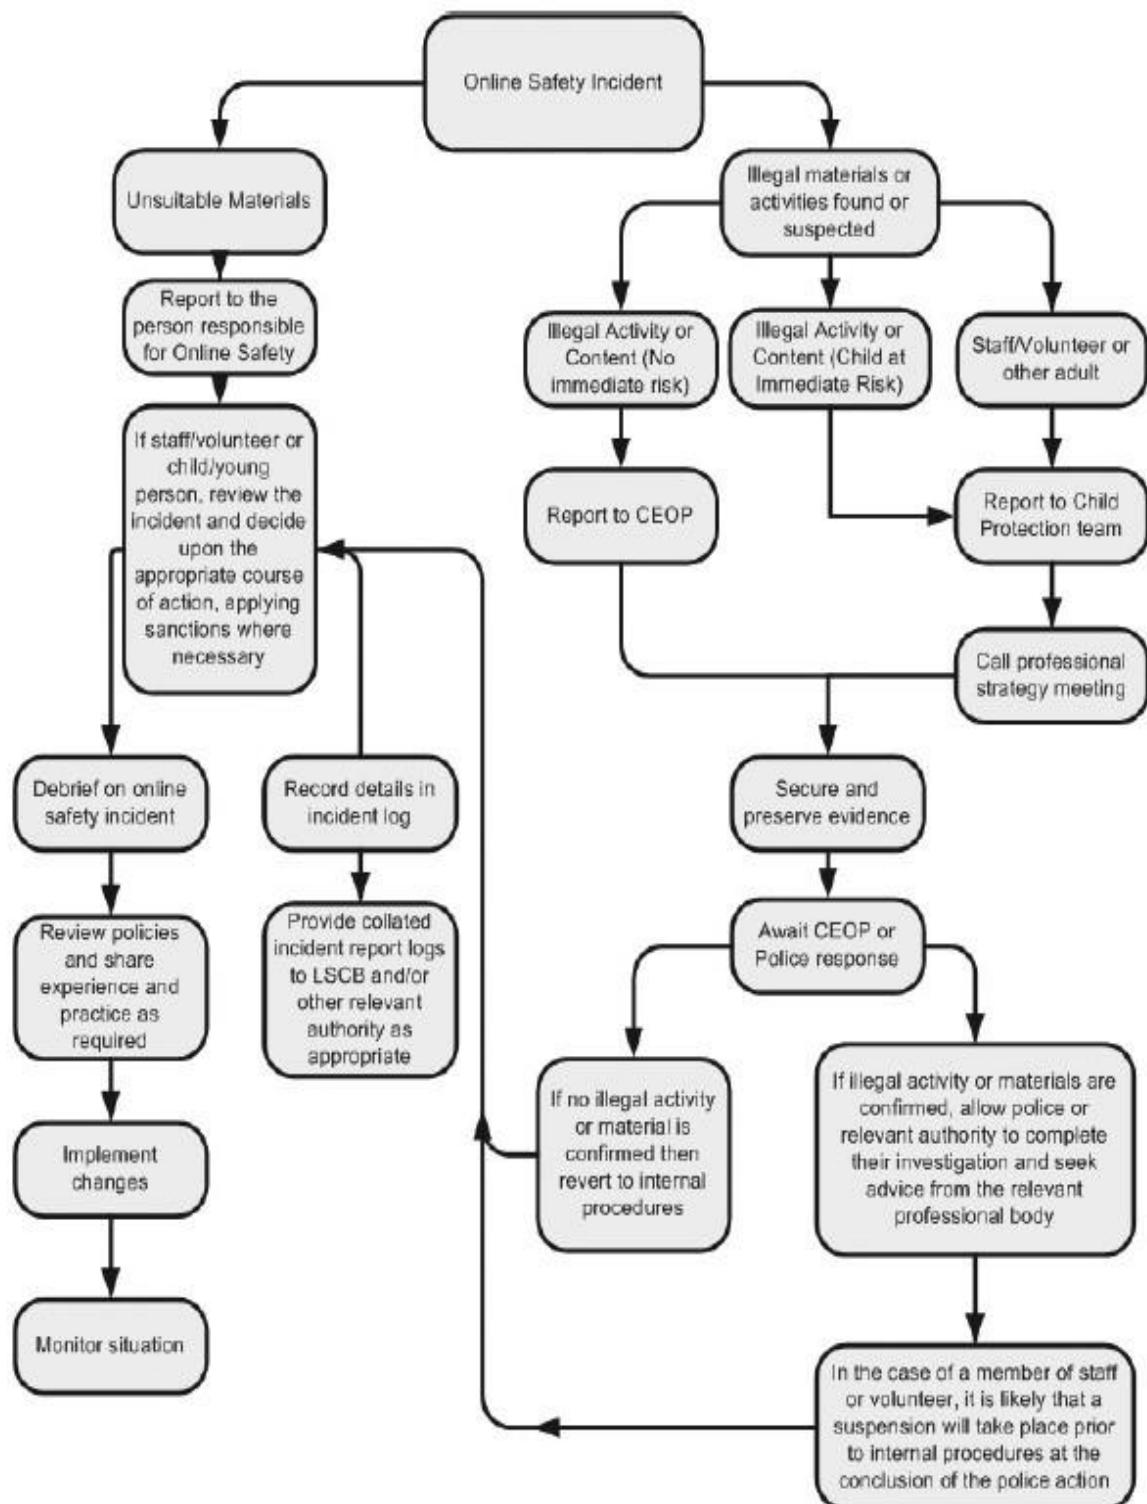 Online Safety Incident
Unsuitable Materials
Illegal materials or
activities found or
suspected
Report to the
person responsible
for Online Safety
Illegal Activity or
Content (No
immediate risk)
Illegal Activity or
Content (Child at
Immediate Risk)
Staff/Volunteer or
other adult
If staff/volunteer or
child/young
person, review the
incident and decide
upon the
appropriate course
of action, applying
sanctions where
necessary
Report to CEOP
Report to Child
Protection team
Call professional
strategy meeting
Debrief on online
safety incident
Record details in
incident log
Secure and
preserve evidence
Review policies
and share
experience and
practice as
required
Provide collated
incident report logs
to LSCB and/or
other relevant
authority as
appropriate
Await CEOP or
Police response
If no illegal activity
or material is
confirmed then
revert to internal
procedures
If illegal activity or materials are
confirmed, allow police or
relevant authority to complete
their investigation and seek
advice from the relevant
professional body
Implement
changes
Monitor situation
In the case of a member of staff
or volunteer, it is likely that a
suspension will take place prior
to internal procedures at the
conclusion of the police action